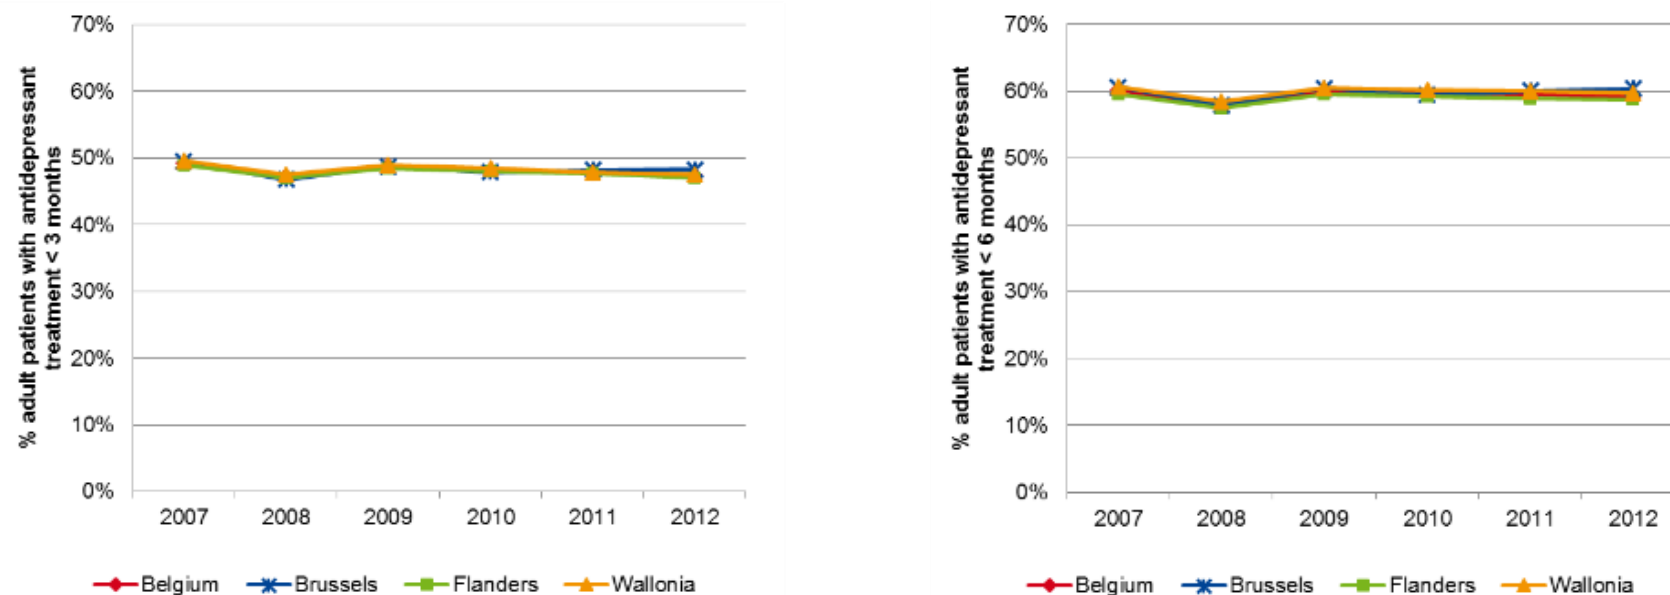 % adult patients with antidepressant
treatment < 3 months
70%
60%
50%
40%
30%
20%
10%
0%
2007 2008 2009 2010 2011 2012
Belgium Brussels Flanders Wallonia
% adult patients with antidepressant
treatment < 6 months
70%
60%
50%
40%
30%
20%
10%
0%
2007 2008 2009 2010 2011 2012
Belgium Brussels Flanders Wallonia